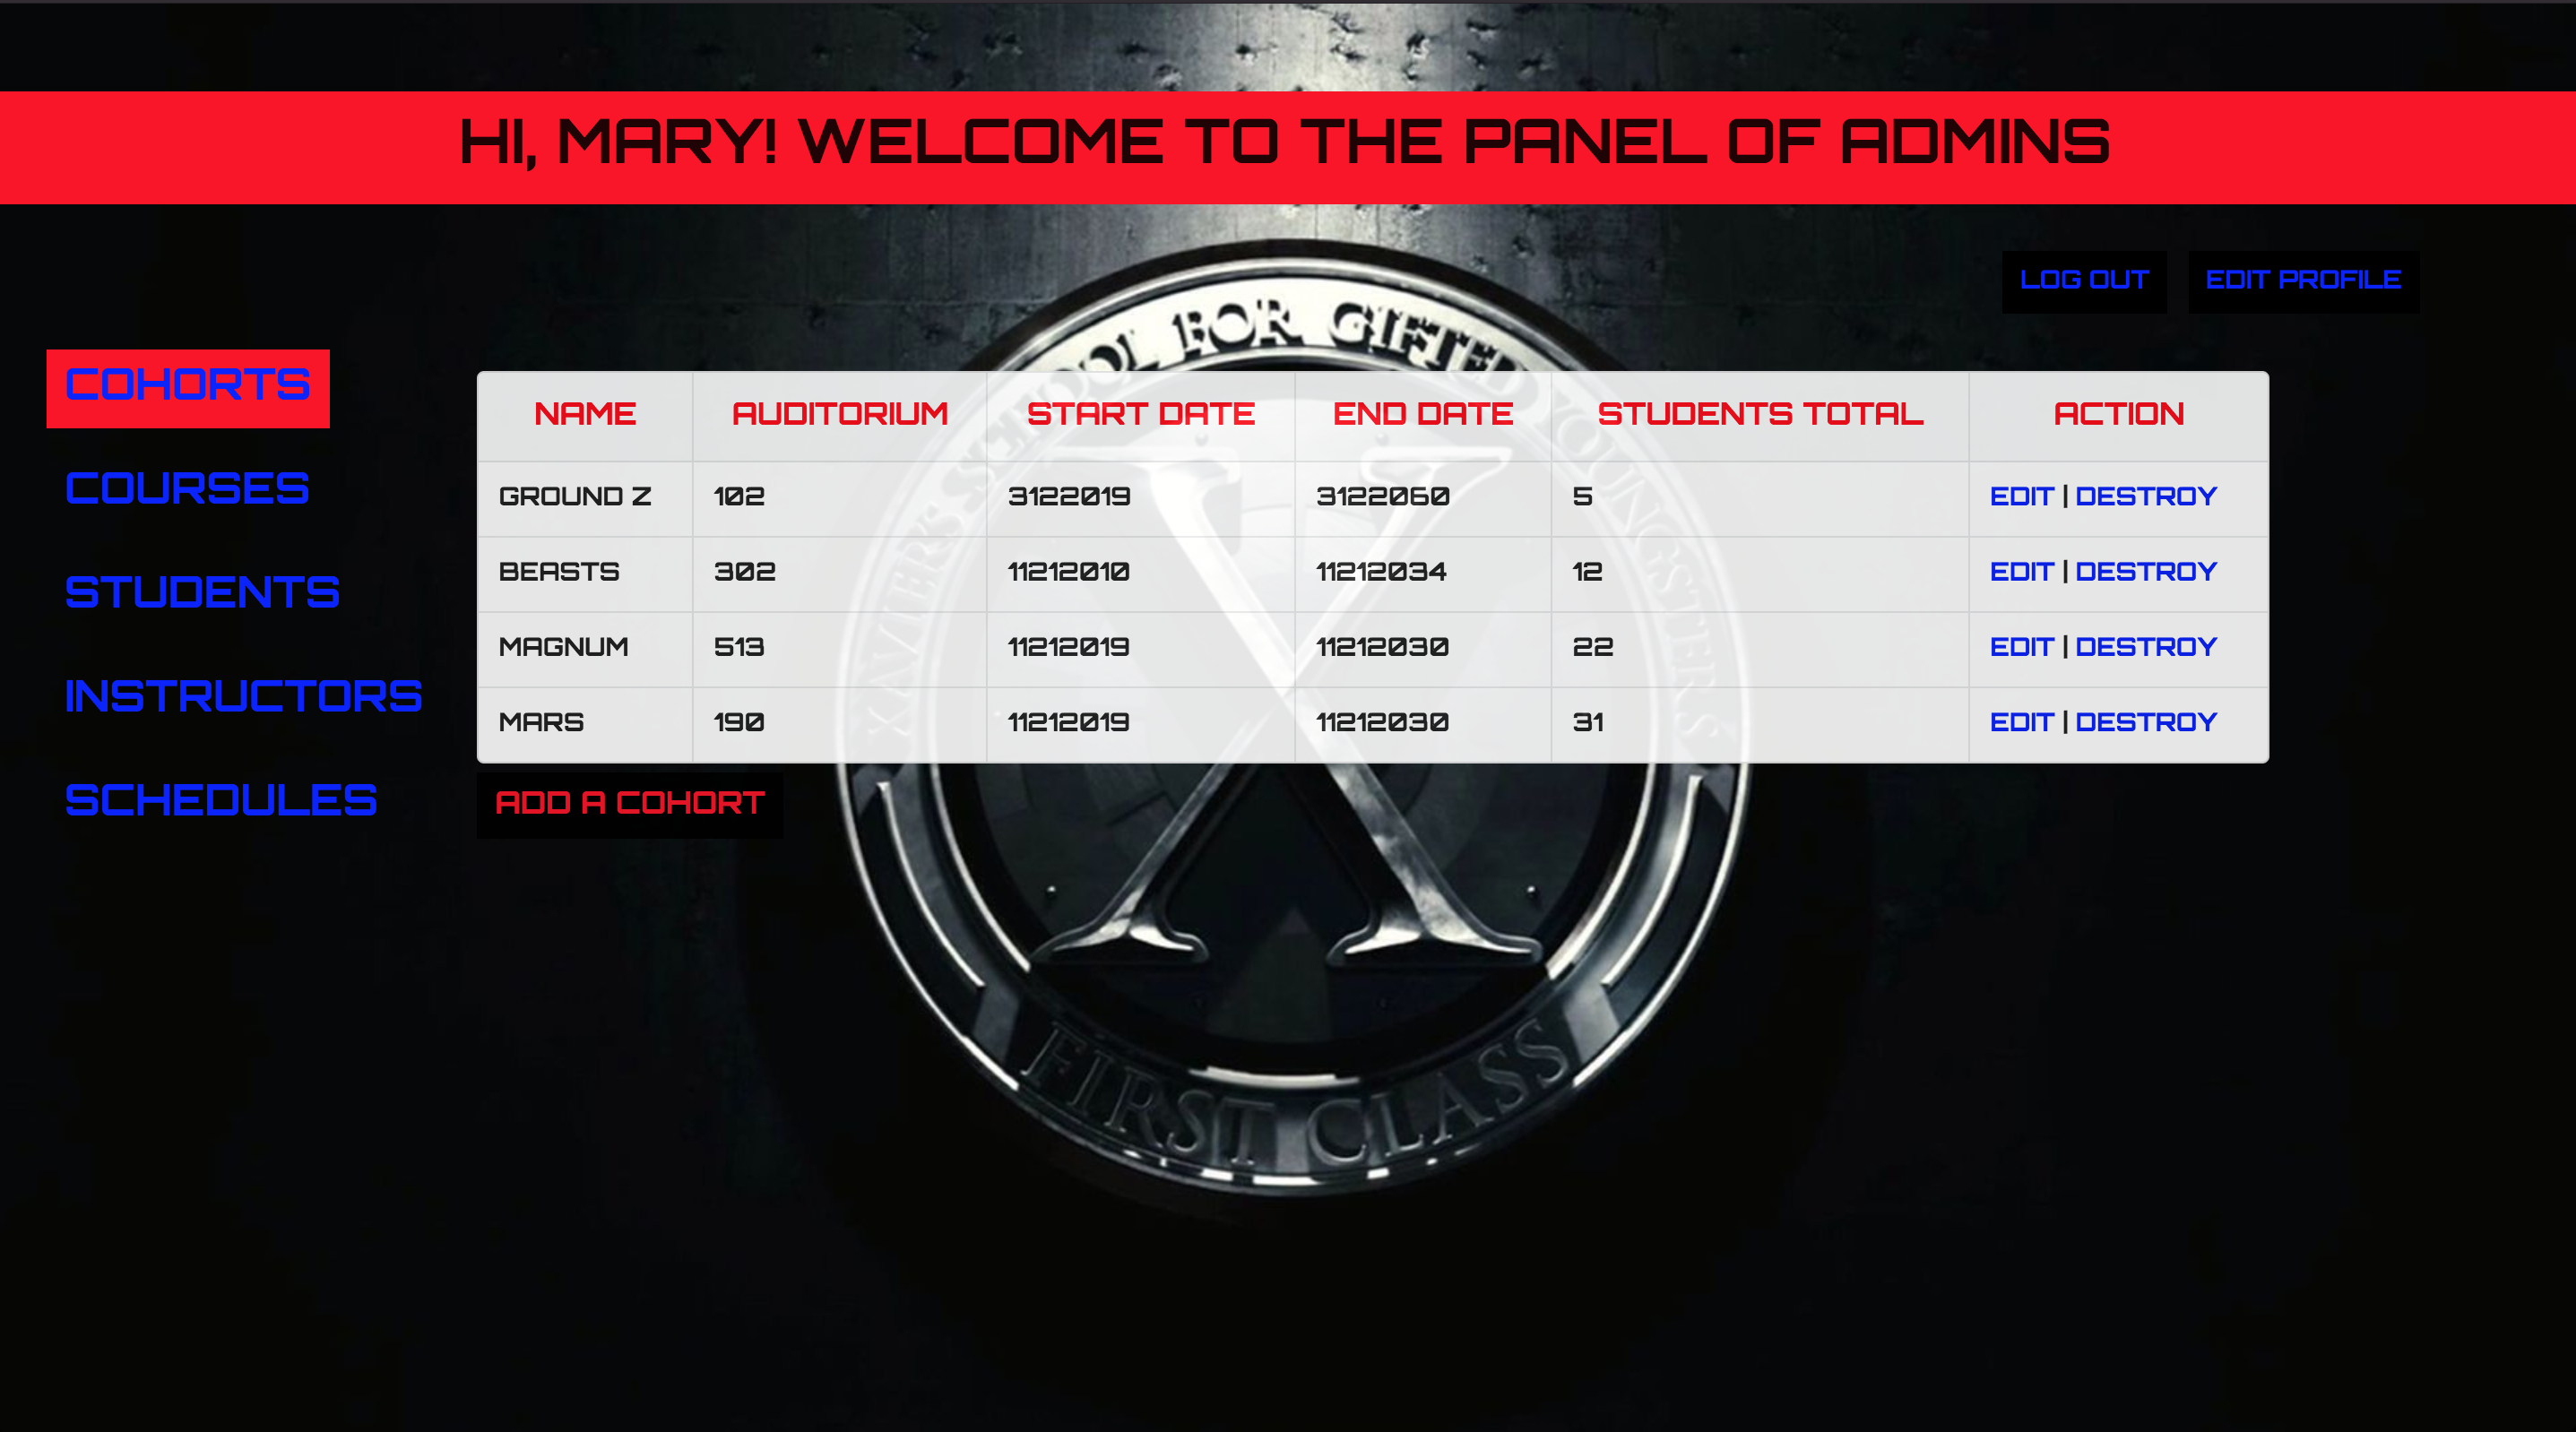 HI, MARY! WELCOME TO THE PANEL OF ADMINS
LOG OUT EDIT PROFILE
COHORTS
COURSES
STUDENTS
INSTRUCTORS
SCHEDULES
NAME AUDITORIUM START DATE END DATE STUDENTS TOTAL ACTION
GROUND Z 102 3122019 3122060 5 EDIT | DESTROY
BEASTS 302 11212010 11212034 12 EDIT | DESTROY
MAGNUM 513 11212019 11212030 22 EDIT | DESTROY
MARS 190 11212019 11212030 31 EDIT | DESTROY
ADD A COHORT
XAVIER'S SCHOOL FOR GIFTED YOUNGSTERS
X
FIRST CLASS